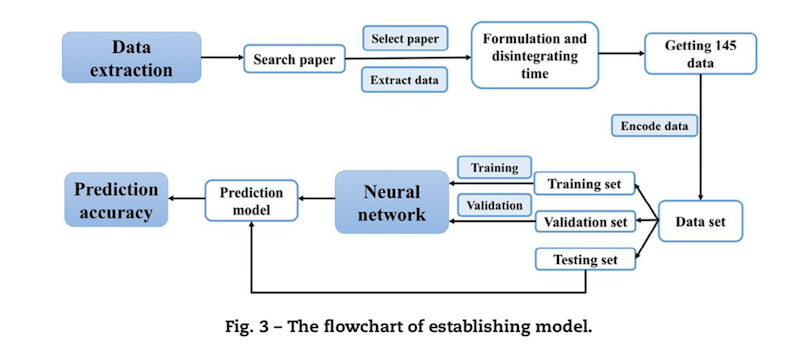 Data
extraction
Search paper
Select paper
Extract data
Formulation and
disintegrating
time
Getting 145
data
Encode data
Data set
Training set
Validation set
Testing set
Training
Validation
Neural
network
Prediction
model
Prediction
accuracy
Fig. 3 – The flowchart of establishing model.